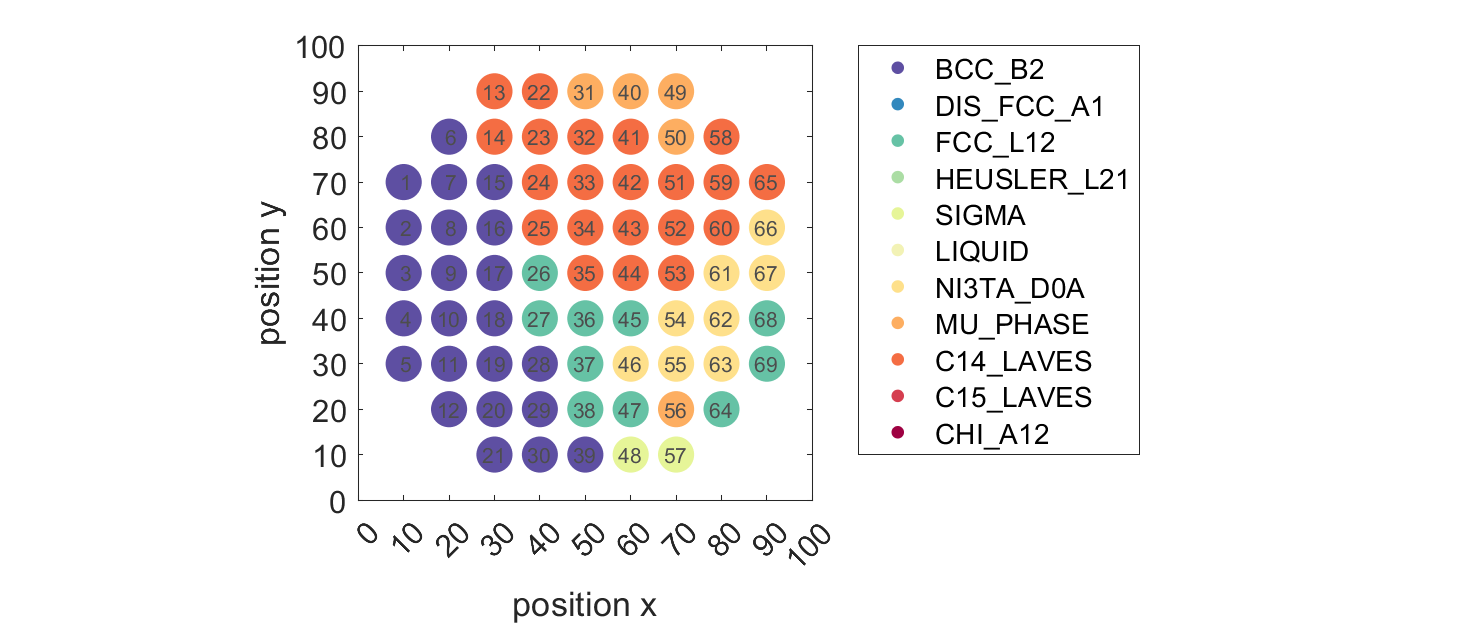 100
90
80
70
60
50
40
30
20
10
0
position y
13 22 31 40 49
6 14 23 32 41 50 58
1 7 15 24 33 42 51 59 65
2 8 16 25 34 43 52 60 66
3 9 17 26 35 44 53 61 67
4 10 18 27 36 45 54 62 68
5 11 19 28 37 46 55 63 69
12 20 29 38 47 56 64
21 30 39 48 57
0 10 20 30 40 50 60 70 80 90 100
position x
BCC_B2
DIS_FCC_A1
FCC_L12
HEUSLER_L21
SIGMA
LIQUID
NI3TA_D0A
MU_PHASE
C14_LAVES
C15_LAVES
CHI_A12